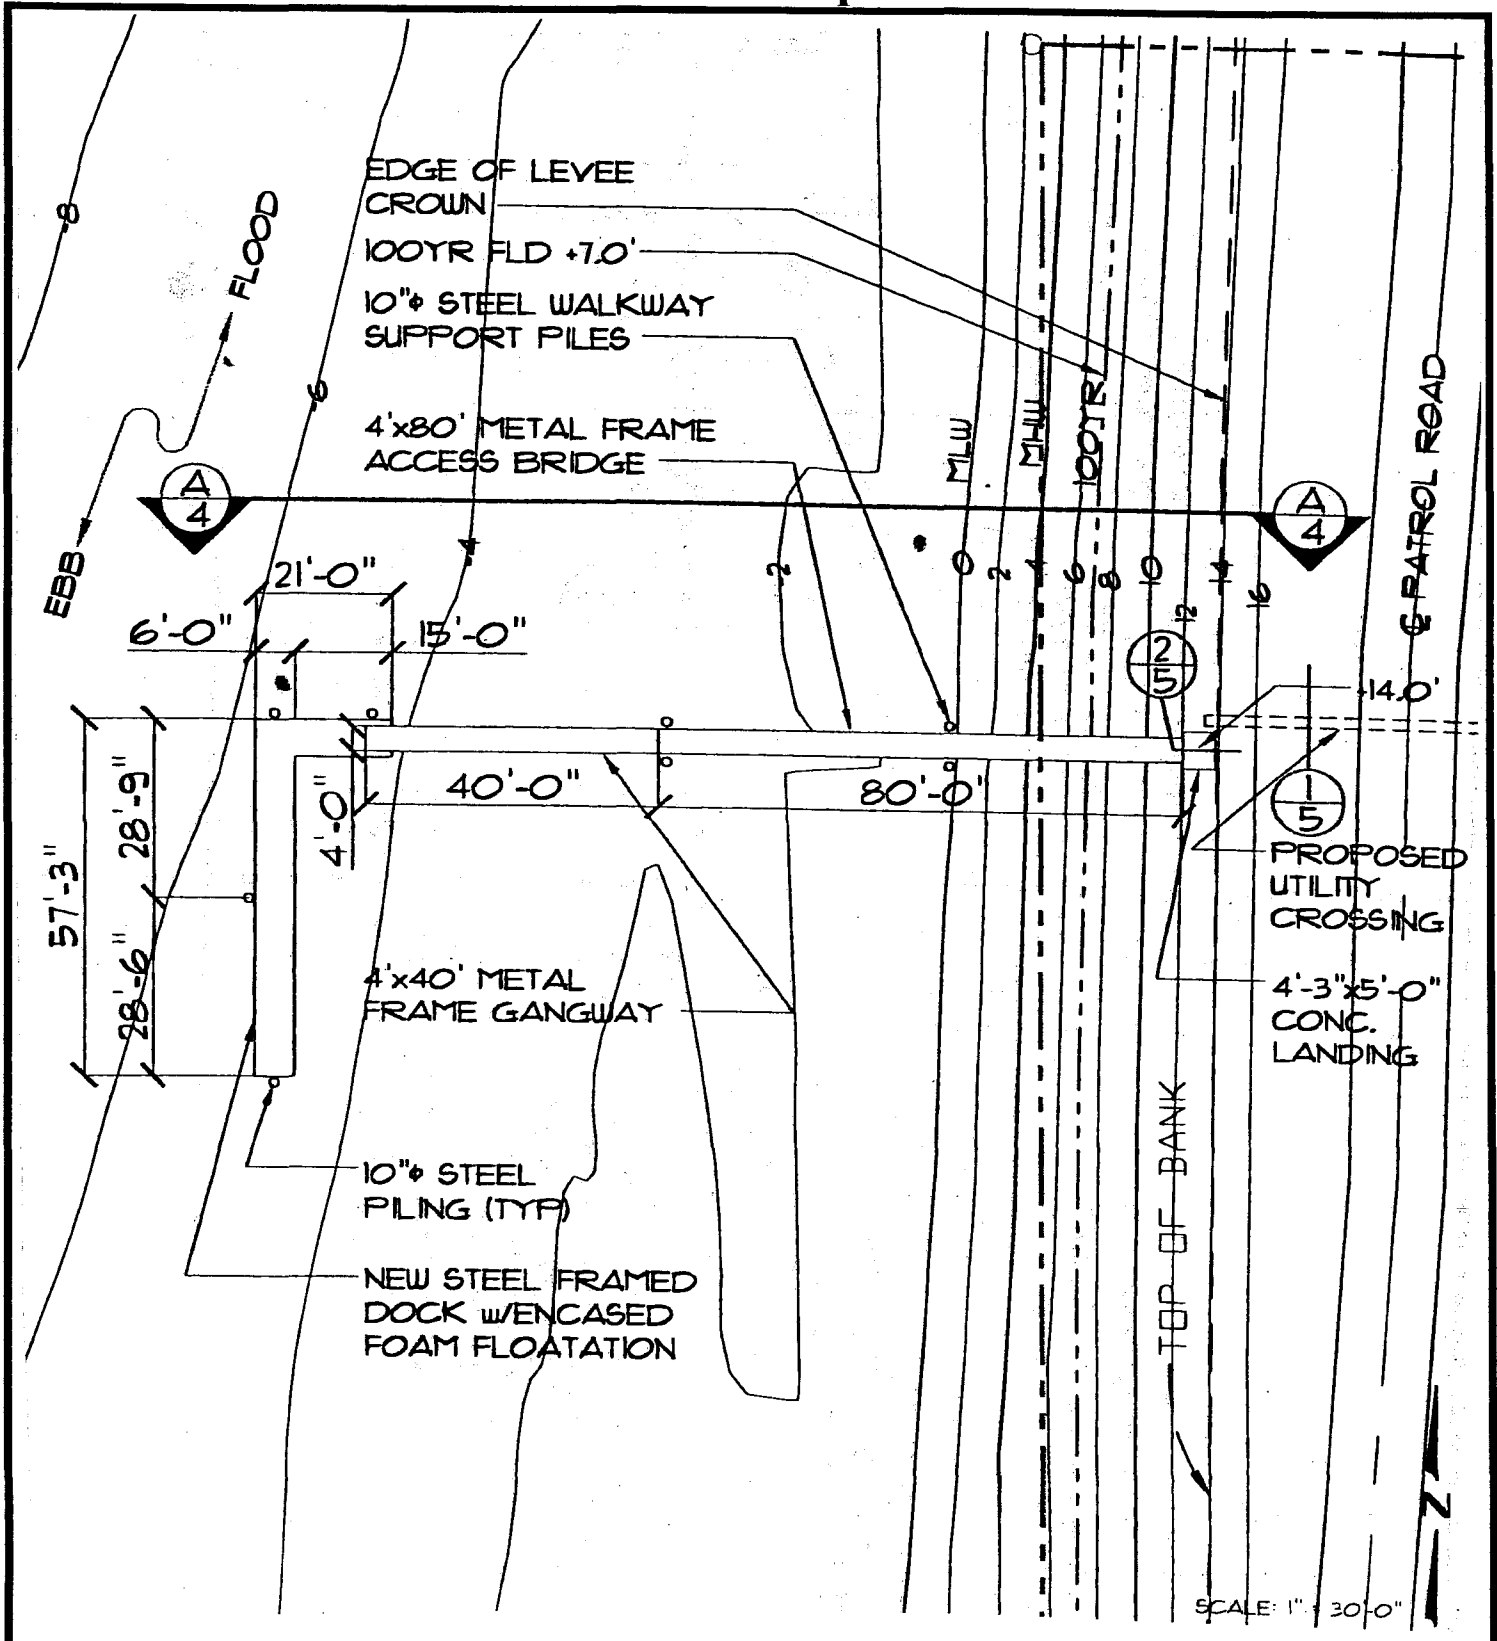 EDGE OF LEVEE
CROWN
100YR FLD +7.0'
10"ф STEEL WALKWAY
SUPPORT PILES
4'x80' METAL FRAME
ACCESS BRIDGE
-8
FLOOD
EBB
-6
-4
-2
MLW
MHW
100YR
℄ PATROL ROAD
A
4
A
4
0
2
4
6
8
10
12
14
16
21'-0"
6'-0"
15'-0"
2
5
+14.0'
57'-3"
28'-9"
28'-6"
4'-0"
40'-0"
80'-0"
1
5
PROPOSED
UTILITY
CROSSING
4'x40' METAL
FRAME GANGWAY
4'-3"x5'-0"
CONC.
LANDING
10"ф STEEL
PILING (TYP)
TOP OF BANK
NEW STEEL FRAMED
DOCK w/ENCASED
FOAM FLOATATION
N
SCALE: 1" = 30'-0"